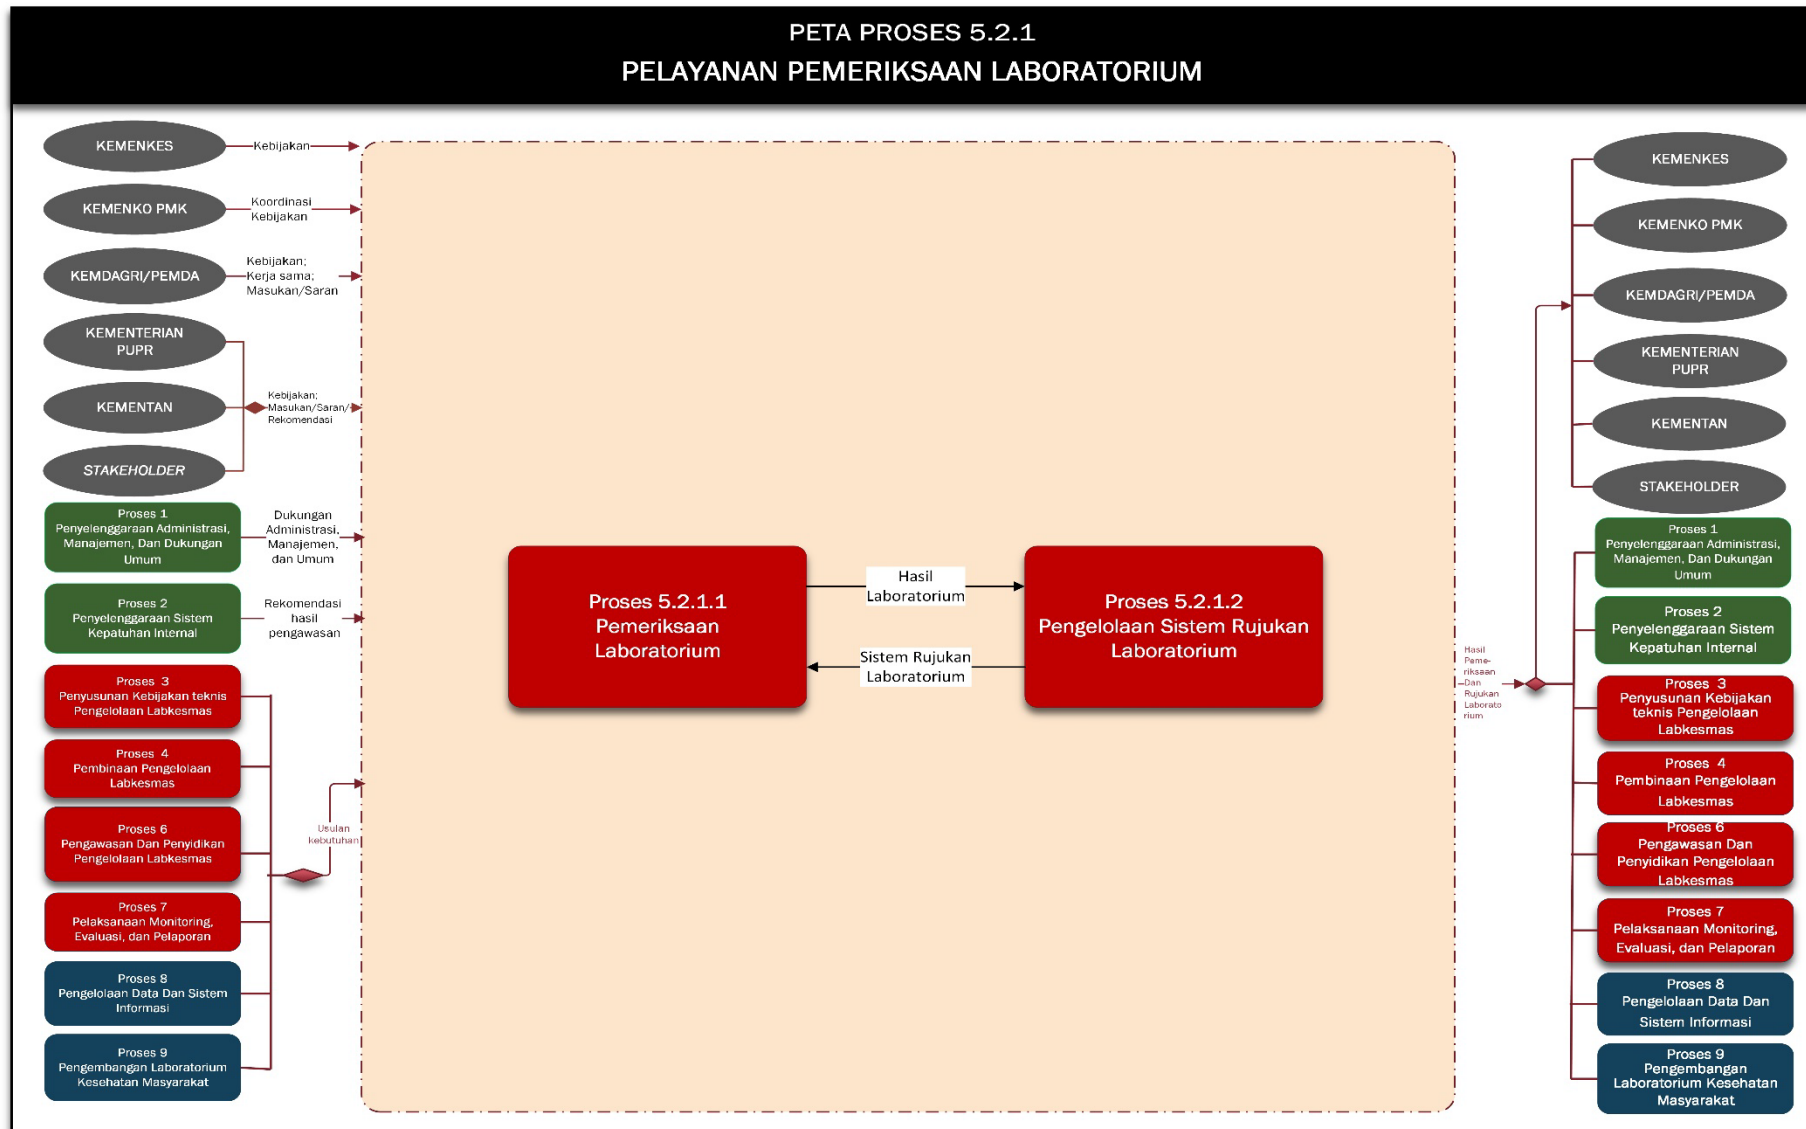 PETA PROSES 5.2.1
PELAYANAN PEMERIKSAAN LABORATORIUM
KEMENKES
Kebijakan
KEMENKO PMK
Koordinasi
Kebijakan
KEMDAGRI/PEMDA
Kebijakan;
Kerja sama;
Masukan/Saran
KEMENTERIAN
PUPR
KEMENTAN
Kebijakan;
Masukan/Saran/
Rekomendasi
STAKEHOLDER
Proses 1
Penyelenggaraan Administrasi,
Manajemen, Dan Dukungan
Umum
Dukungan
Administrasi,
Manajemen,
dan Umum
Proses 2
Penyelenggaraan Sistem
Kepatuhan Internal
Rekomendasi
hasil
pengawasan
Proses 3
Penyusunan Kebijakan teknis
Pengelolaan Labkesmas
Proses 4
Pembinaan Pengelolaan
Labkesmas
Proses 6
Pengawasan Dan Penyidikan
Pengelolaan Labkesmas
Usulan
kebutuhan
Proses 7
Pelaksanaan Monitoring,
Evaluasi, dan Pelaporan
Proses 8
Pengelolaan Data Dan Sistem
Informasi
Proses 9
Pengembangan Laboratorium
Kesehatan Masyarakat
Proses 5.2.1.1
Pemeriksaan
Laboratorium
Hasil
Laboratorium
Sistem Rujukan
Laboratorium
Proses 5.2.1.2
Pengelolaan Sistem Rujukan
Laboratorium
Hasil
Peme-
riksaan
Dan
Rujukan
Laborato
rium
KEMENKES
KEMENKO PMK
KEMDAGRI/PEMDA
KEMENTERIAN
PUPR
KEMENTAN
STAKEHOLDER
Proses 1
Penyelenggaraan Administrasi,
Manajemen, Dan Dukungan
Umum
Proses 2
Penyelenggaraan Sistem
Kepatuhan Internal
Proses 3
Penyusunan Kebijakan
teknis Pengelolaan
Labkesmas
Proses 4
Pembinaan Pengelolaan
Labkesmas
Proses 6
Pengawasan Dan
Penyidikan Pengelolaan
Labkesmas
Proses 7
Pelaksanaan Monitoring,
Evaluasi, dan Pelaporan
Proses 8
Pengelolaan Data Dan
Sistem Informasi
Proses 9
Pengembangan
Laboratorium Kesehatan
Masyarakat